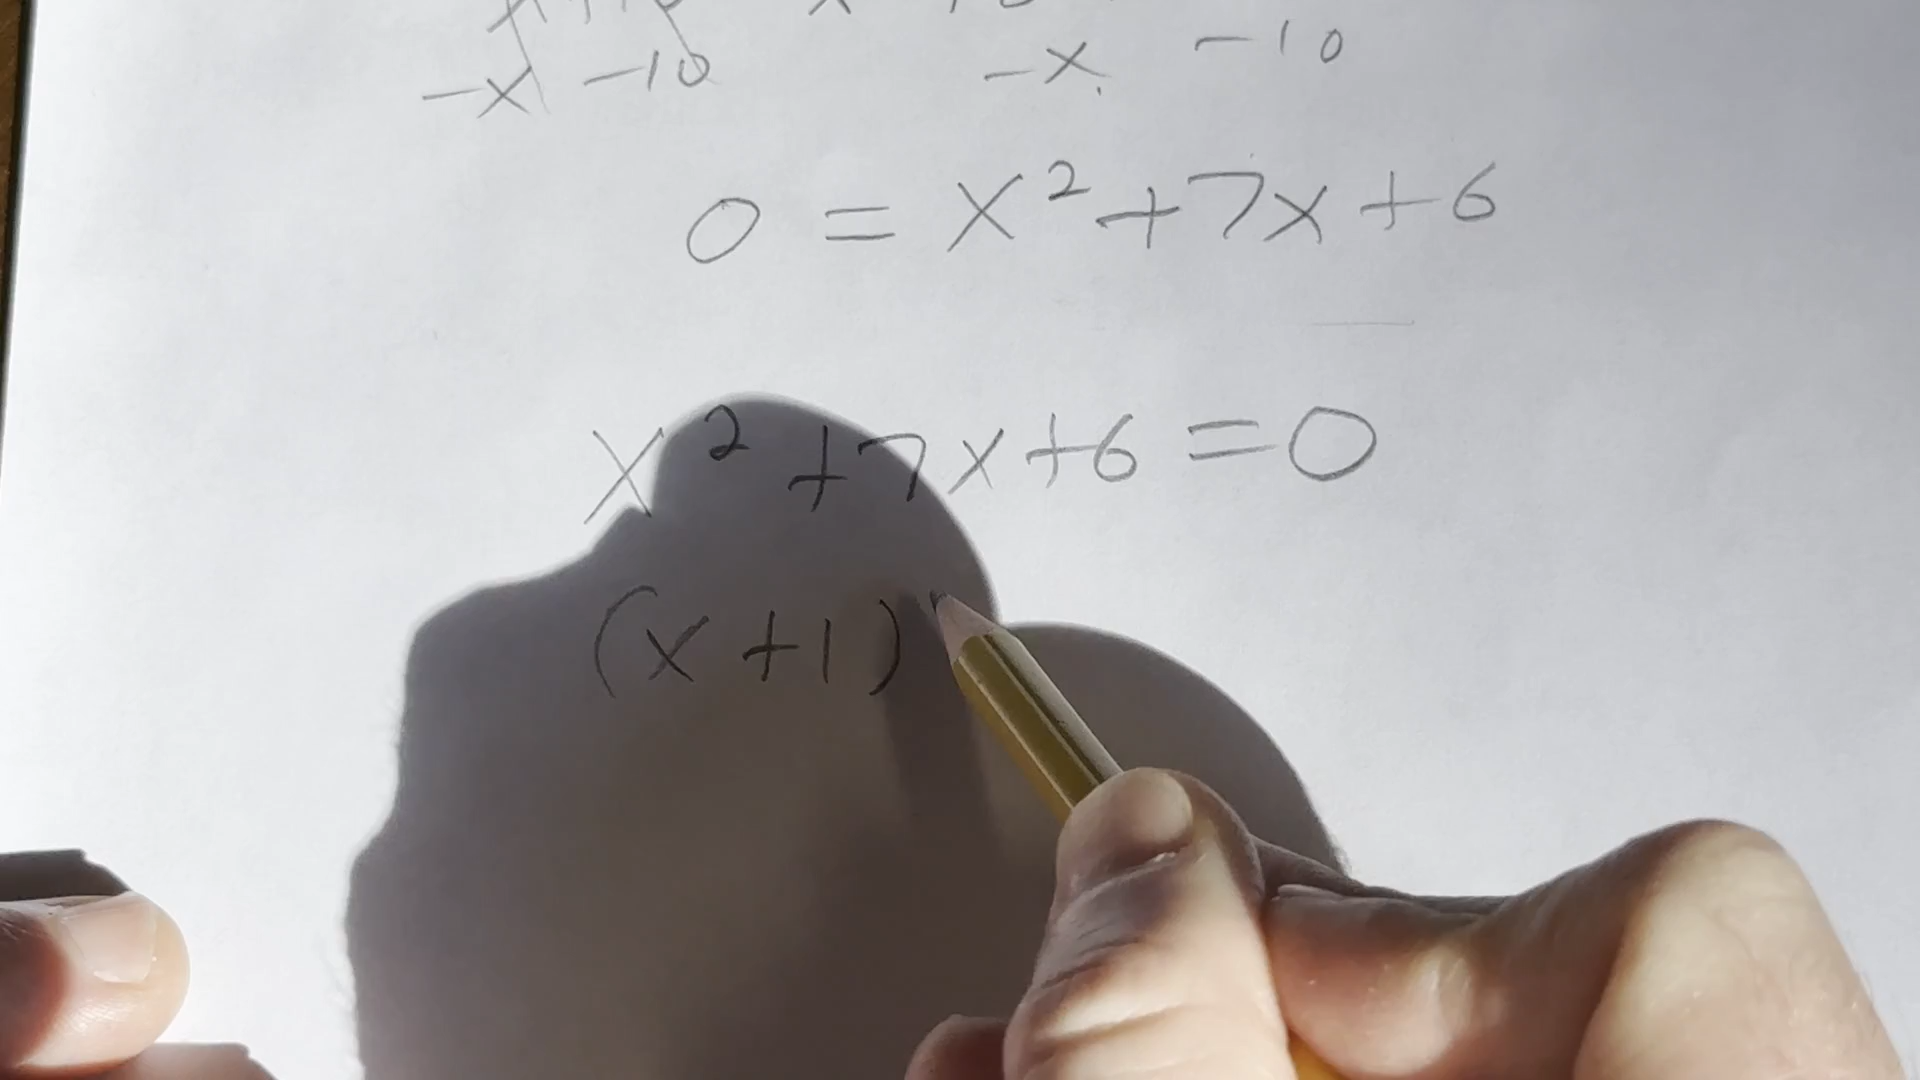 -x -10 -x -10
0 = x² + 7x + 6
x² + 7x + 6 = 0
(x + 1)